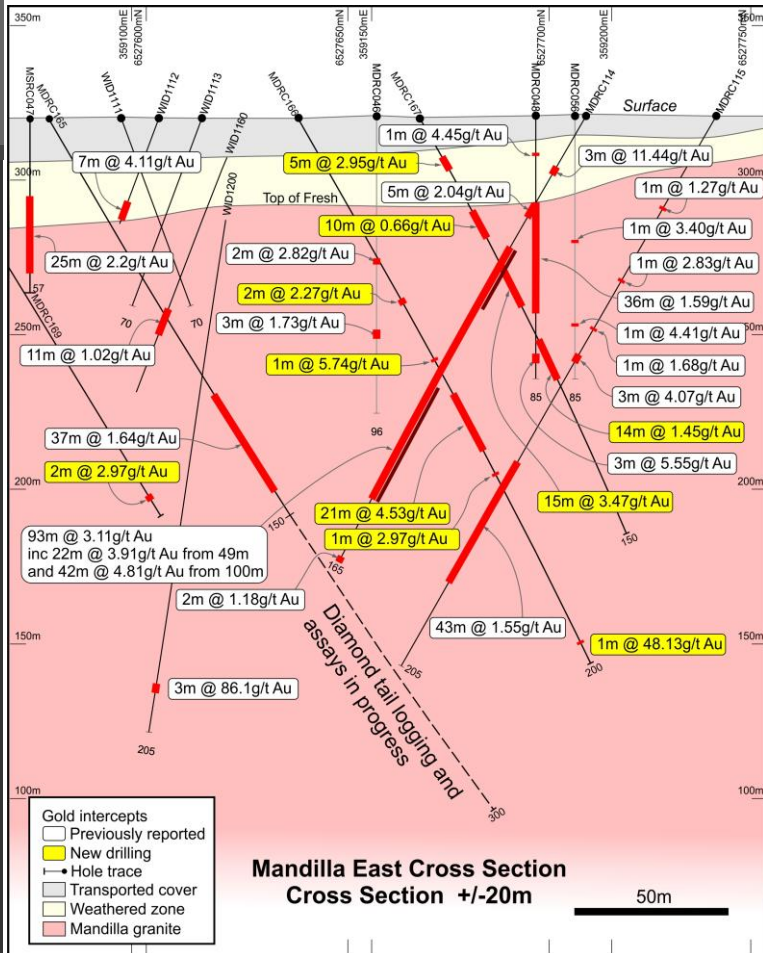 350m
359100mE
6527600mN
6527650mN
359150mE
6527700mN
359200mE
6527750mN
350m
MSRC047
MDRC165
WID1111
WID1112
WID1113
WID1160
WID1200
MDRC166
MDRC046
MDRC167
MDRC048
MDRC056
MDRC114
MDRC115
Surface
1m @ 4.45g/t Au
7m @ 4.11g/t Au
5m @ 2.95g/t Au
3m @ 11.44g/t Au
300m
300m
Top of Fresh
5m @ 2.04g/t Au
1m @ 1.27g/t Au
10m @ 0.66g/t Au
1m @ 3.40g/t Au
25m @ 2.2g/t Au
2m @ 2.82g/t Au
1m @ 2.83g/t Au
57
MDRC169
2m @ 2.27g/t Au
36m @ 1.59g/t Au
70
70
3m @ 1.73g/t Au
250m
250m
1m @ 4.41g/t Au
11m @ 1.02g/t Au
1m @ 5.74g/t Au
1m @ 1.68g/t Au
85
85
3m @ 4.07g/t Au
96
14m @ 1.45g/t Au
37m @ 1.64g/t Au
3m @ 5.55g/t Au
2m @ 2.97g/t Au
200m
200m
15m @ 3.47g/t Au
21m @ 4.53g/t Au
150
1m @ 2.97g/t Au
150
93m @ 3.11g/t Au
inc 22m @ 3.91g/t Au from 49m
and 42m @ 4.81g/t Au from 100m
165
2m @ 1.18g/t Au
43m @ 1.55g/t Au
1m @ 48.13g/t Au
150m
150m
205
200
Diamond tail logging and
assays in progress
3m @ 86.1g/t Au
205
100m
100m
300
Gold intercepts
Previously reported
New drilling
Hole trace
Transported cover
Weathered zone
Mandilla granite
Mandilla East Cross Section
Cross Section +/-20m
50m